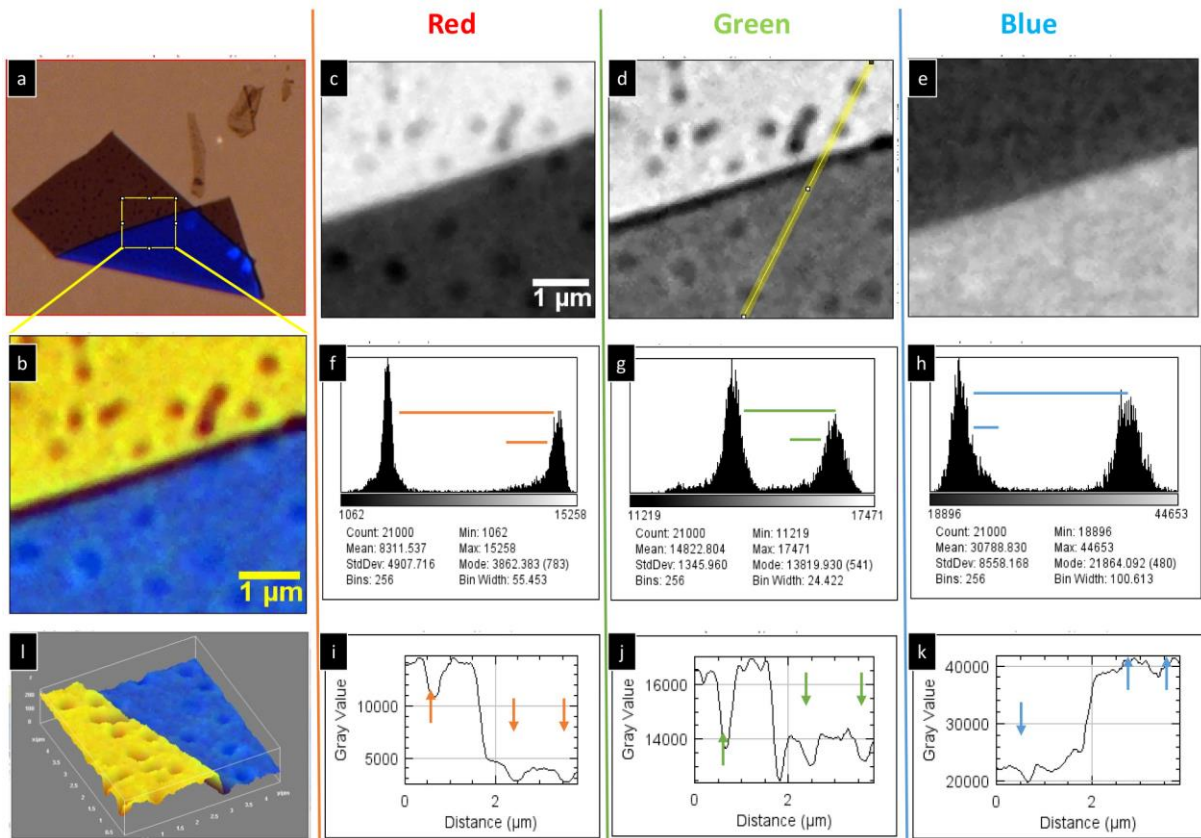 Red
Green
Blue
a
c
1 µm
d
e
b
1 µm
f
1062
15258
Count: 21000
Min: 1062
Mean: 8311.537
Max: 15258
StdDev: 4907.716
Mode: 3862.383 (783)
Bins: 256
Bin Width: 55.453
g
11219
17471
Count: 21000
Min: 11219
Mean: 14822.804
Max: 17471
StdDev: 1345.960
Mode: 13819.930 (541)
Bins: 256
Bin Width: 24.422
h
18896
44653
Count: 21000
Min: 18896
Mean: 30788.830
Max: 44653
StdDev: 8558.168
Mode: 21864.092 (480)
Bins: 256
Bin Width: 100.613
l
i
Gray Value
10000
5000
0
2
Distance (µm)
j
Gray Value
16000
14000
0
2
Distance (µm)
k
Gray Value
40000
30000
20000
0
2
Distance (µm)